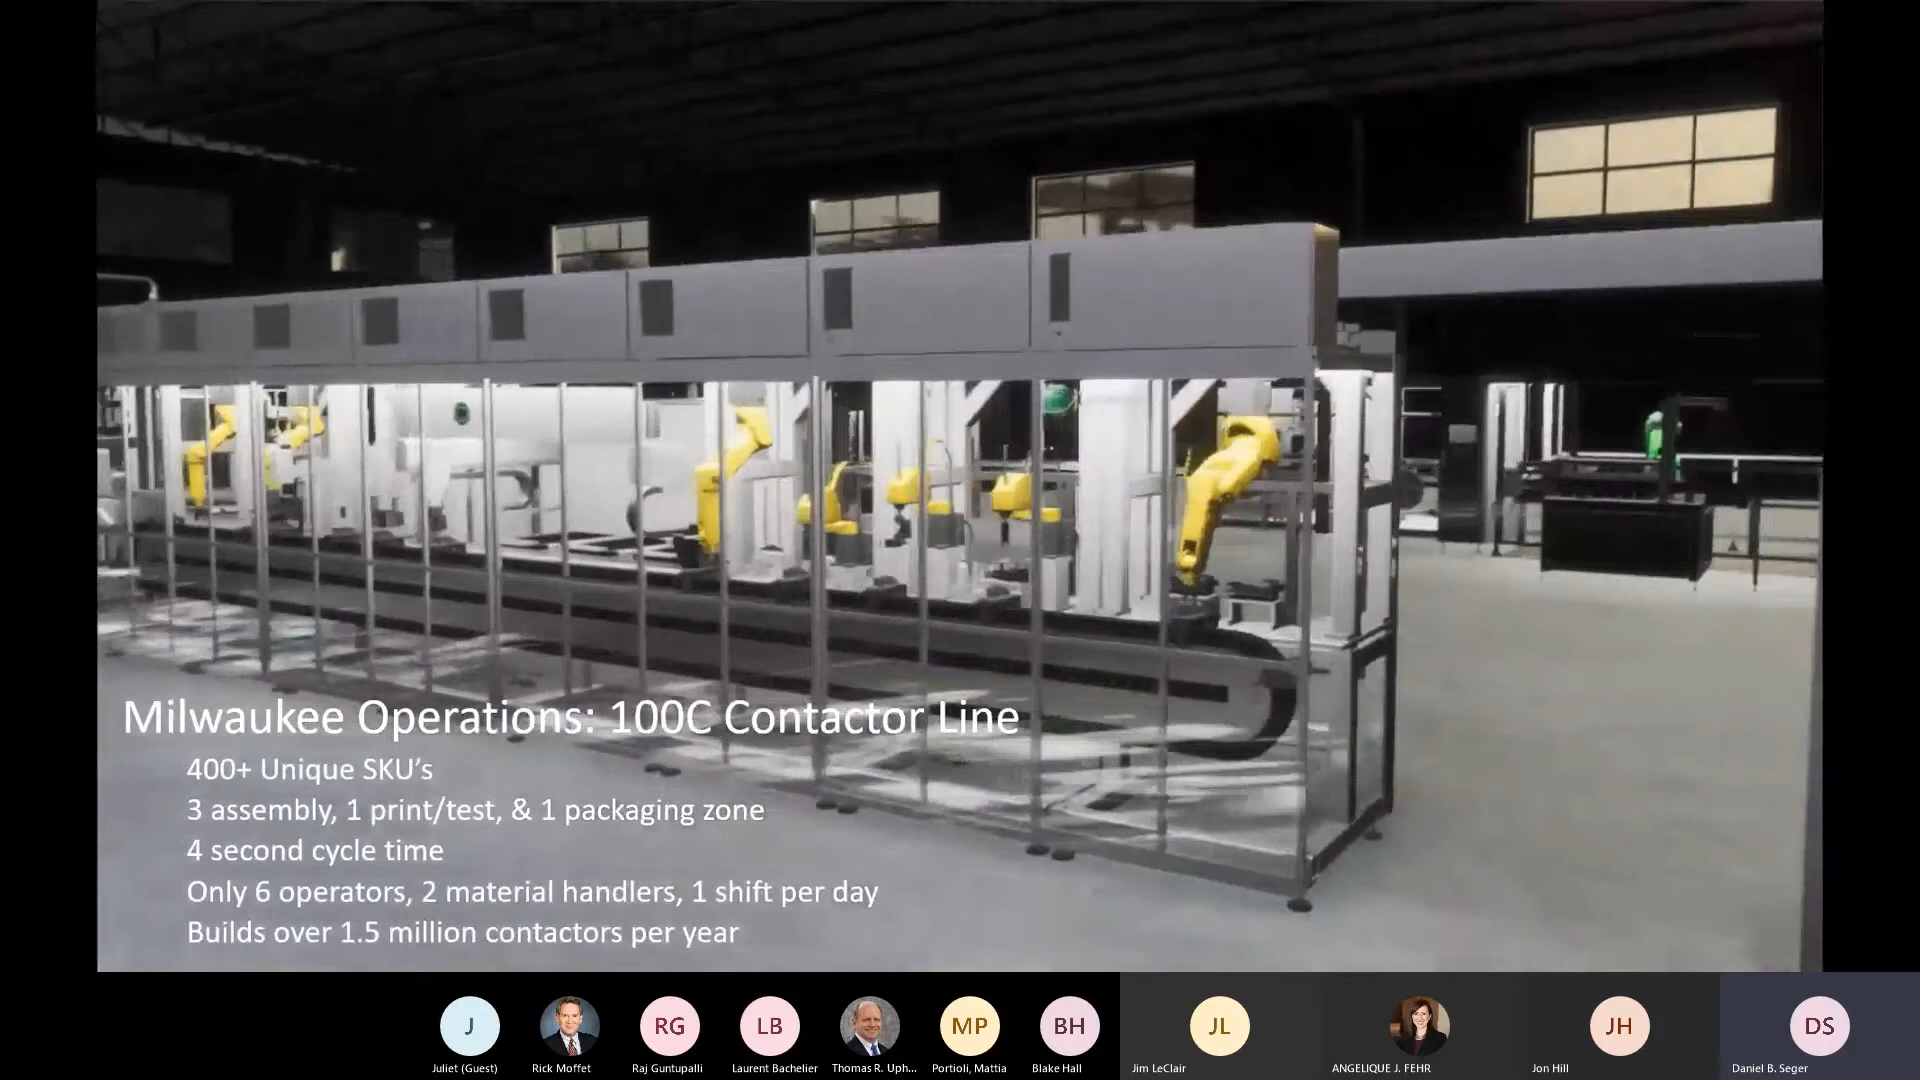 Milwaukee Operations: 100C Contactor Line
400+ Unique SKU's
3 assembly, 1 print/test, & 1 packaging zone
4 second cycle time
Only 6 operators, 2 material handlers, 1 shift per day
Builds over 1.5 million contactors per year
J RG LB MP BH JL JH DS
Juliet (Guest) Rick Moffet Raj Guntupalli Laurent Bachelier Thomas R. Uph... Portioli, Mattia Blake Hall Jim LeClair ANGELIQUE J. FEHR Jon Hill Daniel B. Seger